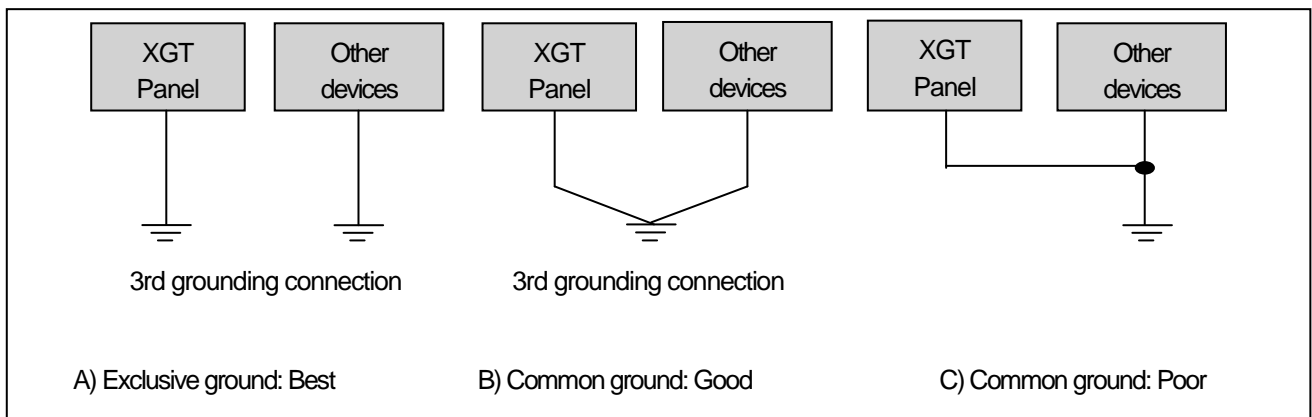 XGT
Panel
Other
devices
XGT
Panel
Other
devices
XGT
Panel
Other
devices
3rd grounding connection
3rd grounding connection
A) Exclusive ground: Best
B) Common ground: Good
C) Common ground: Poor